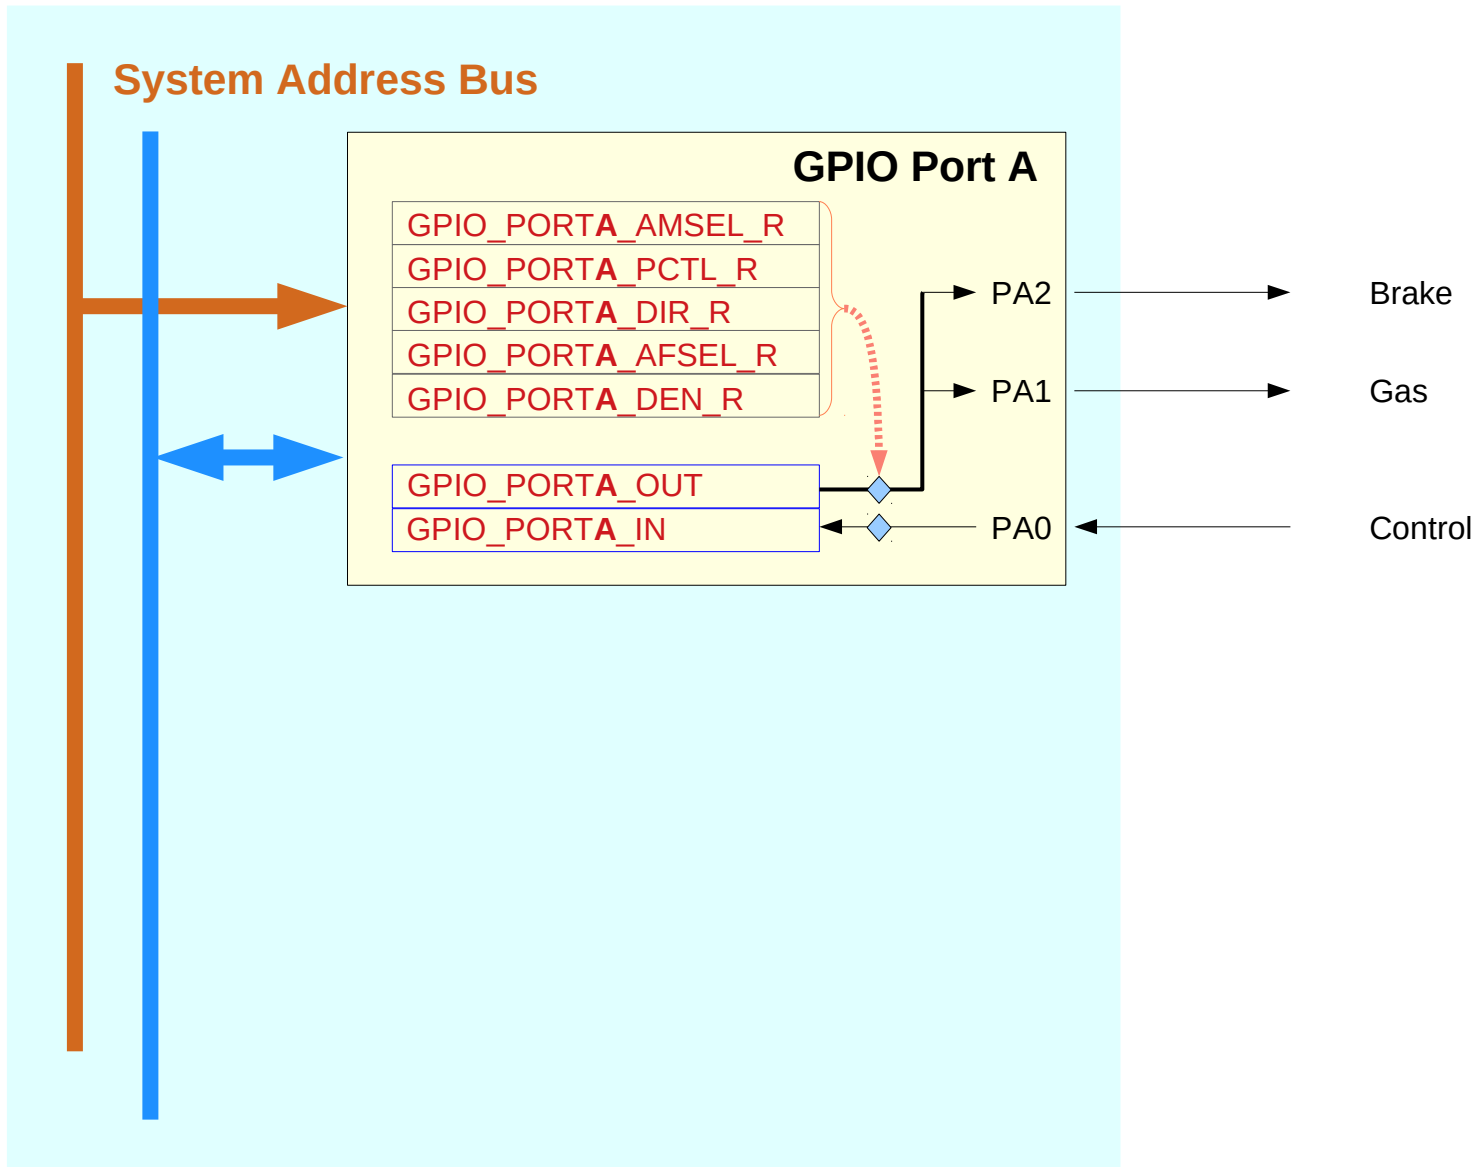 System Address Bus
GPIO Port A
GPIO_PORTA_AMSEL_R
GPIO_PORTA_PCTL_R
GPIO_PORTA_DIR_R
GPIO_PORTA_AFSEL_R
GPIO_PORTA_DEN_R
GPIO_PORTA_OUT
GPIO_PORTA_IN
PA2
Brake
PA1
Gas
PA0
Control